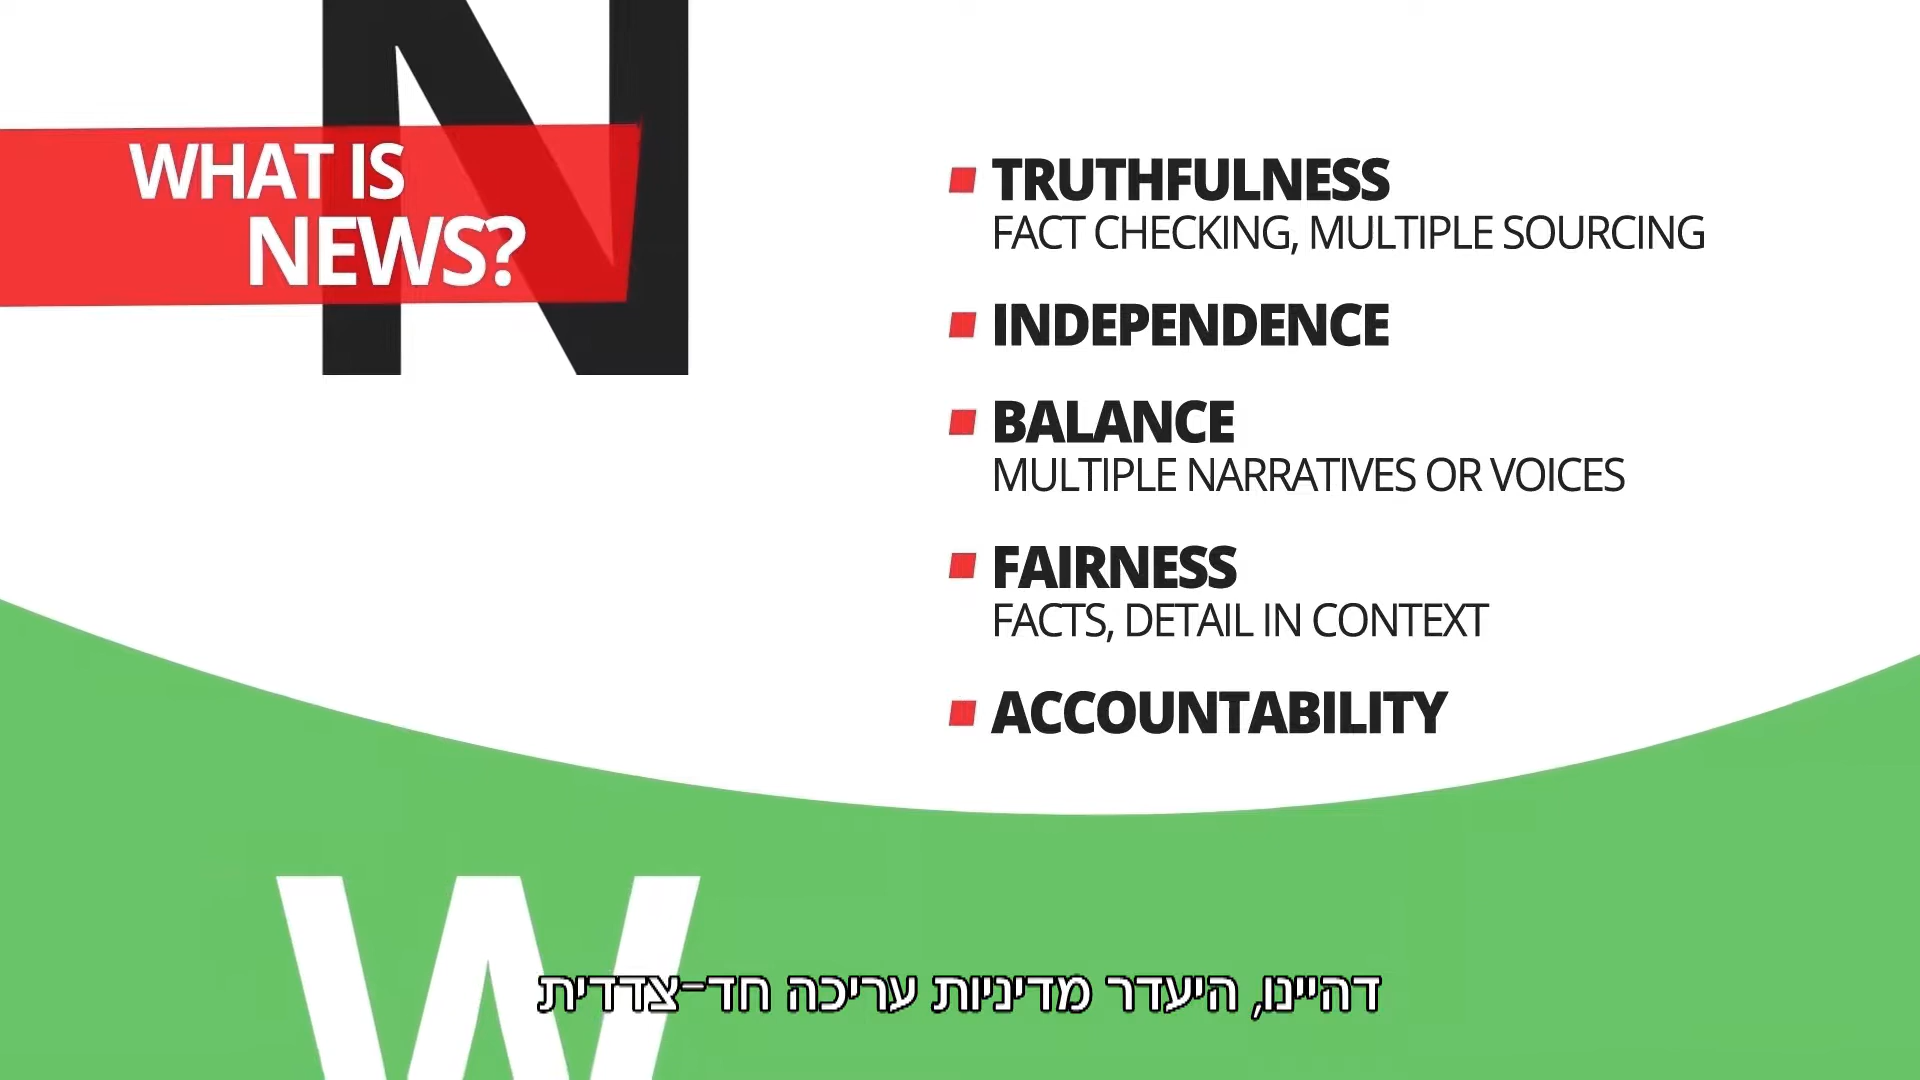 N
WHAT IS
NEWS?
TRUTHFULNESS
FACT CHECKING, MULTIPLE SOURCING
INDEPENDENCE
BALANCE
MULTIPLE NARRATIVES OR VOICES
FAIRNESS
FACTS, DETAIL IN CONTEXT
ACCOUNTABILITY
W
דהיינו, היעדר מדיניות עריכה חד-צדדית